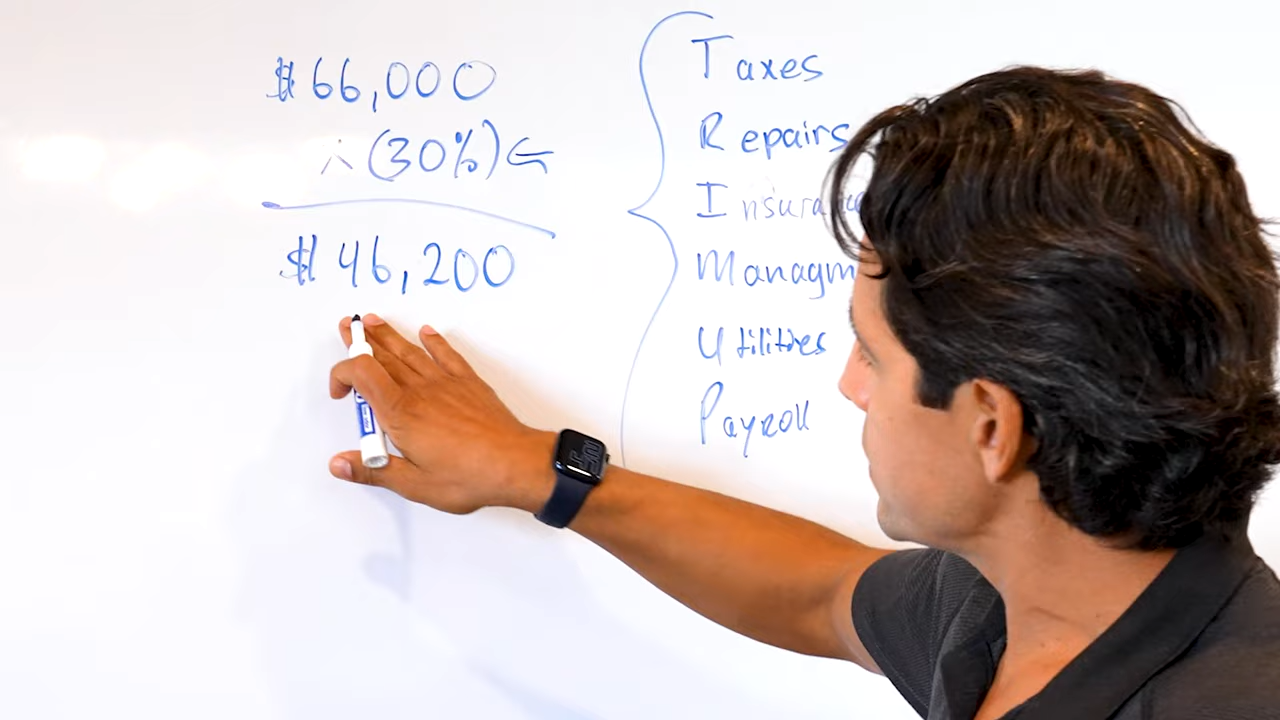 $66,000
(30%)
$46,200
Taxes
Repairs
Utilities
Payroll